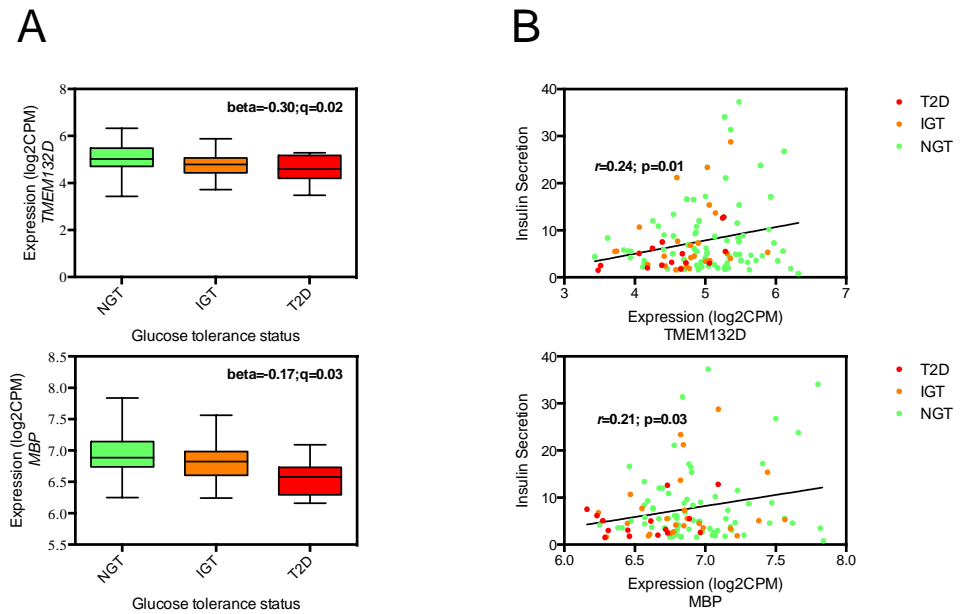 A
B
8
6
4
2
0
Expression (log2CPM)
TMEM132D
beta=-0.30;q=0.02
NGT
IGT
T2D
Glucose tolerance status
40
30
20
10
0
Insulin Secretion
r=0.24; p=0.01
3 4 5 6 7
Expression (log2CPM)
TMEM132D
T2D
IGT
NGT
8.5
8.0
7.5
7.0
6.5
6.0
5.5
Expression (log2CPM)
MBP
beta=-0.17;q=0.03
NGT
IGT
T2D
Glucose tolerance status
40
30
20
10
0
Insulin Secretion
r=0.21; p=0.03
6.0 6.5 7.0 7.5 8.0
Expression (log2CPM)
MBP
T2D
IGT
NGT